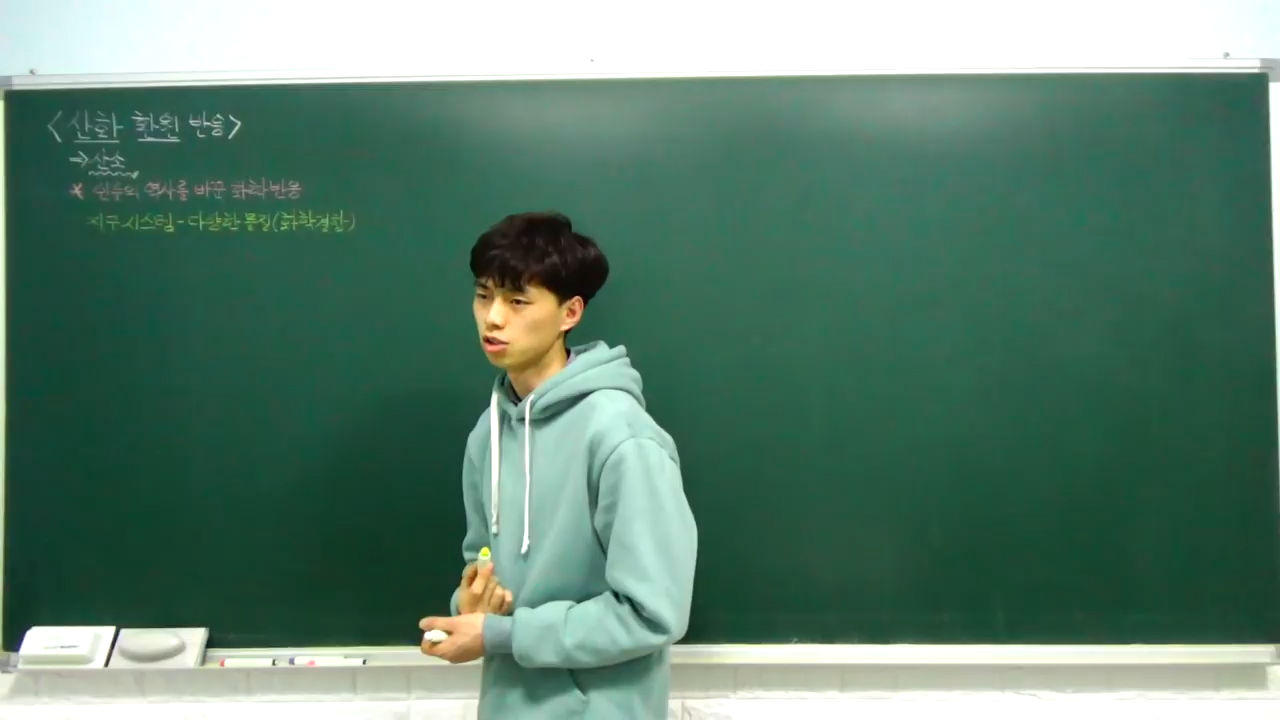 <산화 환원 반응>
⇒산소
* 인류의 역사를 바꾼 화학반응
지구시스템-다양한 물질(화학결합)